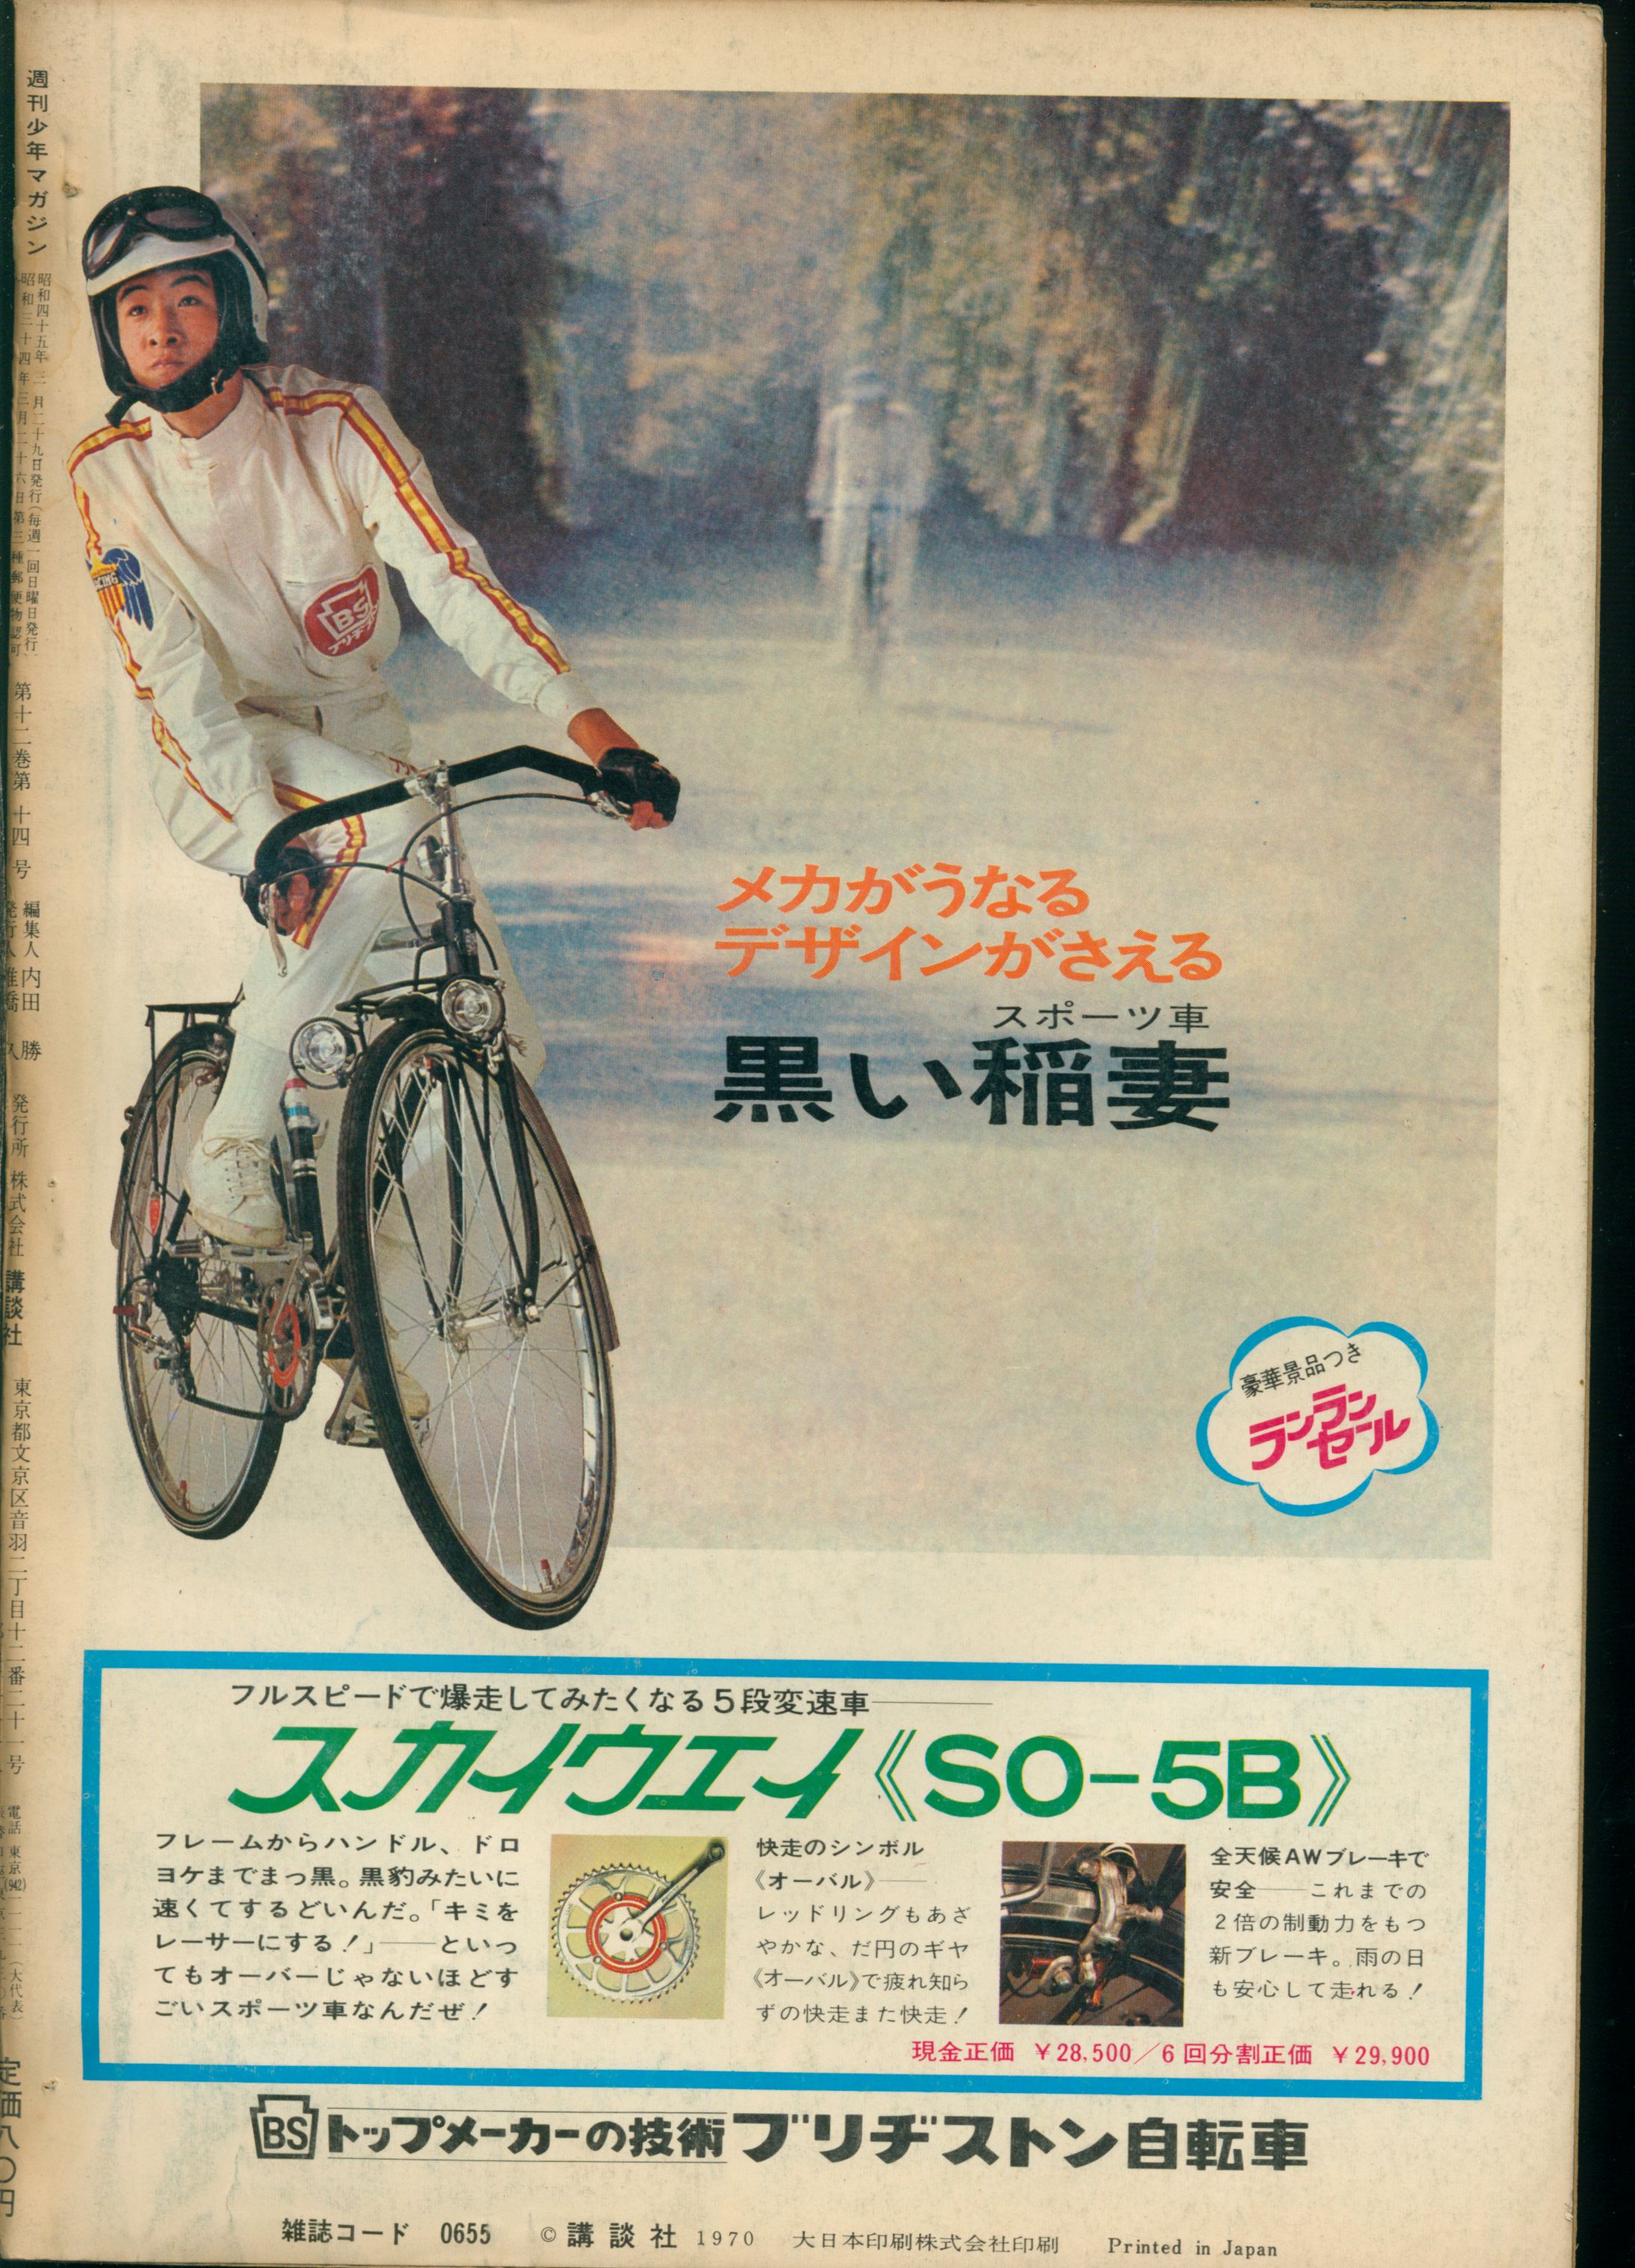 週刊少年マガジン
昭和四十五年三月二十九日発行(毎週一回日曜日発行)
昭和三十四年三月二十六日第三種郵便物認可
第十二巻第十四号
編集人 内田 勝
発行所 株式会社 講談社
東京都文京区音羽二丁目十二番二十一号
定価八〇円
BS
メカがうなる
デザインがさえる
スポーツ車
黒い稲妻
豪華景品つき
ランラン
セール
フルスピードで爆走してみたくなる5段変速車――
スカイウエイ《SO-5B》
フレームからハンドル、ドロ
ヨケまでまっ黒。黒豹みたいに
速くてするどいんだ。「キミを
レーサーにする!」――といっ
てもオーバーじゃないほどす
ごいスポーツ車なんだぜ!
快走のシンボル
《オーバル》――
レッドリングもあざ
やかな、だ円のギヤ
《オーバル》で疲れ知ら
ずの快走また快走!
全天候AWブレーキで
安全――これまでの
2倍の制動力をもつ
新ブレーキ。雨の日
も安心して走れる!
現金正価 ¥28,500/6回分割正価 ¥29,900
BS トップメーカーの技術 ブリヂストン自転車
雑誌コード 0655 ©講談社 1970 大日本印刷株式会社印刷 Printed in Japan